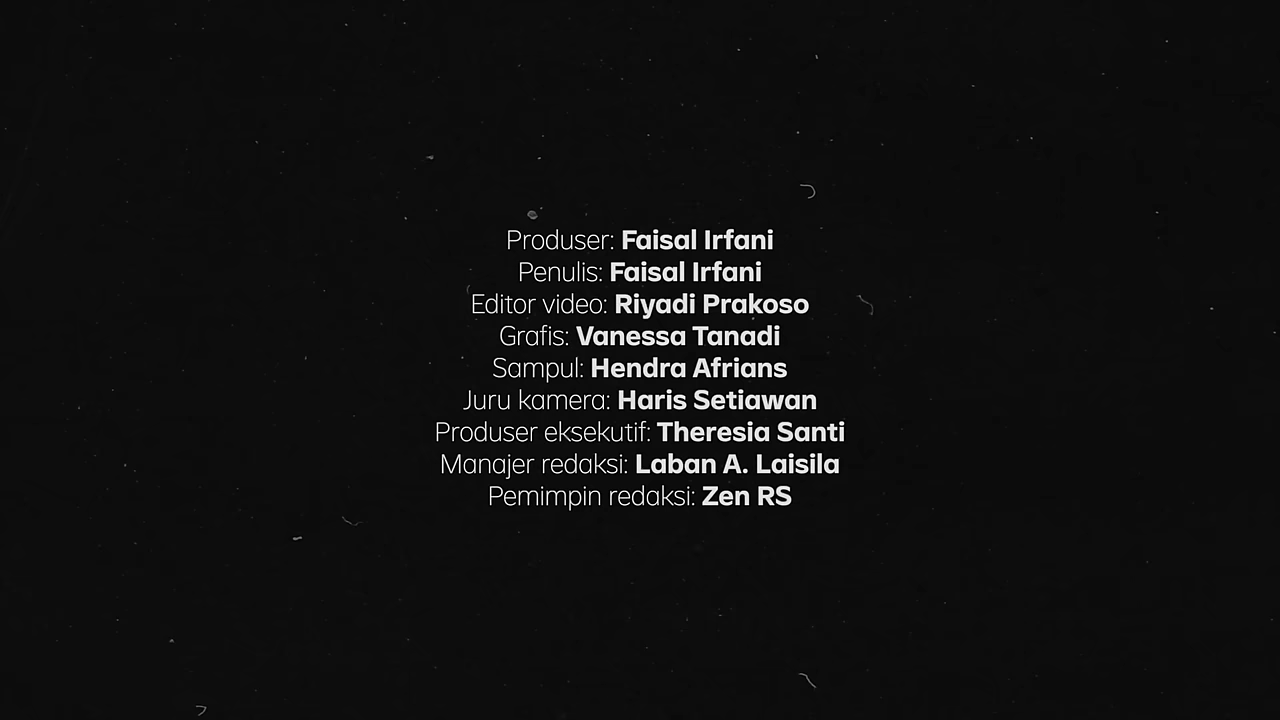 Produser: Faisal Irfani
Penulis: Faisal Irfani
Editor video: Riyadi Prakoso
Grafis: Vanessa Tanadi
Sampul: Hendra Afrians
Juru kamera: Haris Setiawan
Produser eksekutif: Theresia Santi
Manajer redaksi: Laban A. Laisila
Pemimpin redaksi: Zen RS